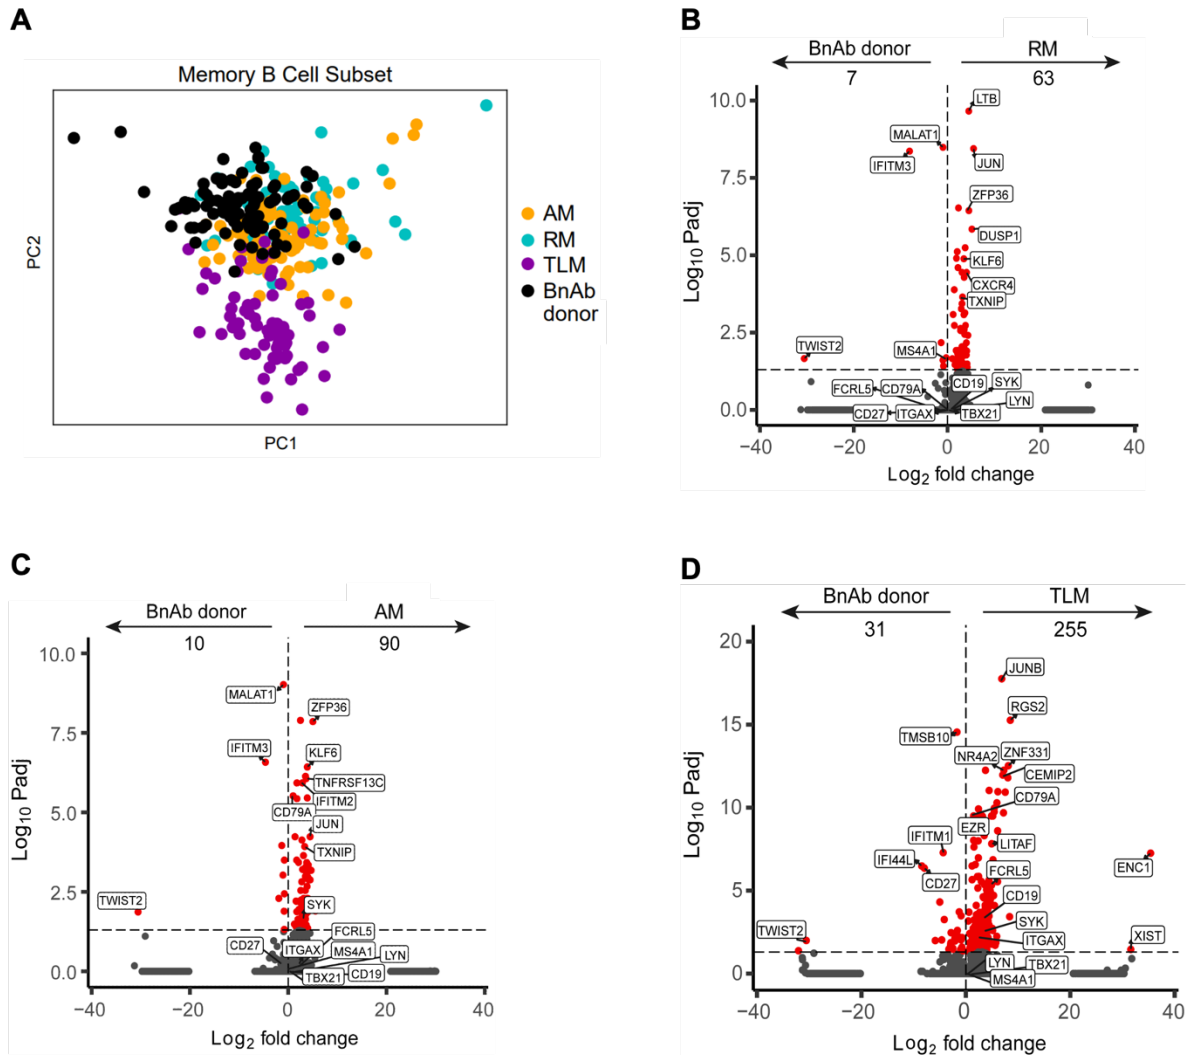 A
Memory B Cell Subset
PC2
PC1
AM
RM
TLM
BnAb
donor
B
BnAb donor
7
RM
63
10.0
7.5
5.0
2.5
0.0
Log10 Padj
LTB
MALAT1
IFITM3
JUN
ZFP36
DUSP1
KLF6
CXCR4
TXNIP
TWIST2
MS4A1
FCRL5
CD79A
CD19
SYK
CD27
ITGAX
TBX21
LYN
−40
−20
0
20
40
Log2 fold change
C
BnAb donor
10
AM
90
10.0
7.5
5.0
2.5
0.0
Log10 Padj
MALAT1
ZFP36
IFITM3
KLF6
TNFRSF13C
IFITM2
CD79A
JUN
TXNIP
TWIST2
SYK
FCRL5
CD27
ITGAX
MS4A1
LYN
TBX21
CD19
−40
−20
0
20
40
Log2 fold change
D
BnAb donor
31
TLM
255
20
15
10
5
0
Log10 Padj
JUNB
RGS2
TMSB10
NR4A2
ZNF331
CEMIP2
CD79A
EZR
IFITM1
LITAF
IFI44L
FCRL5
ENC1
CD27
CD19
TWIST2
SYK
XIST
ITGAX
LYN
TBX21
MS4A1
−40
−20
0
20
40
Log2 fold change